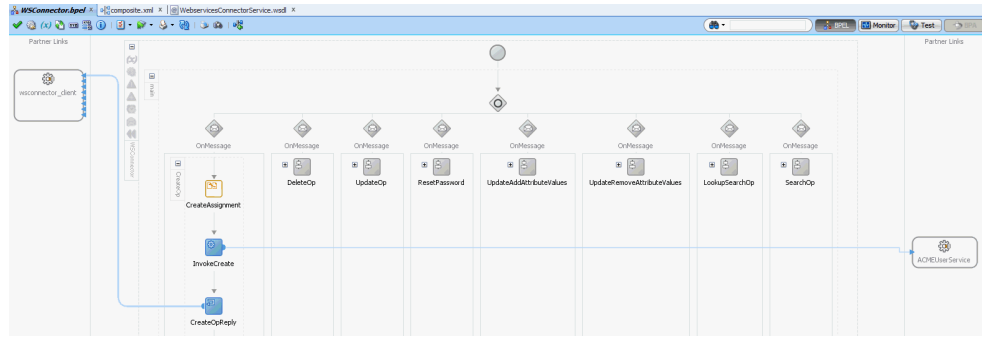 WSConnector.bpel
composite.xml
WebservicesConnectorService.wsdl
BPEL
Monitor
Test
Partner Links
Partner Links
wsconnector_client
WSConnector
main
OnMessage
OnMessage
OnMessage
OnMessage
OnMessage
OnMessage
OnMessage
OnMessage
CreateOp
DeleteOp
UpdateOp
ResetPassword
UpdateAddAttributeValues
UpdateRemoveAttributeValues
LookupSearchOp
SearchOp
CreateAssignment
InvokeCreate
ACMEUserService
CreateOpReply